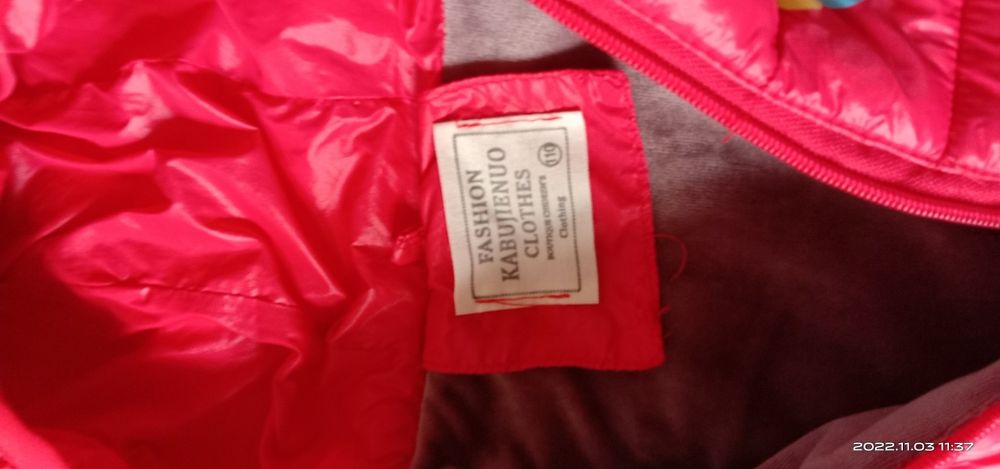 FASHION
KABUJIENUO
CLOTHES
110
BOUTIQUE CHILDREN'S
Clothing
2022.11.03 11:37